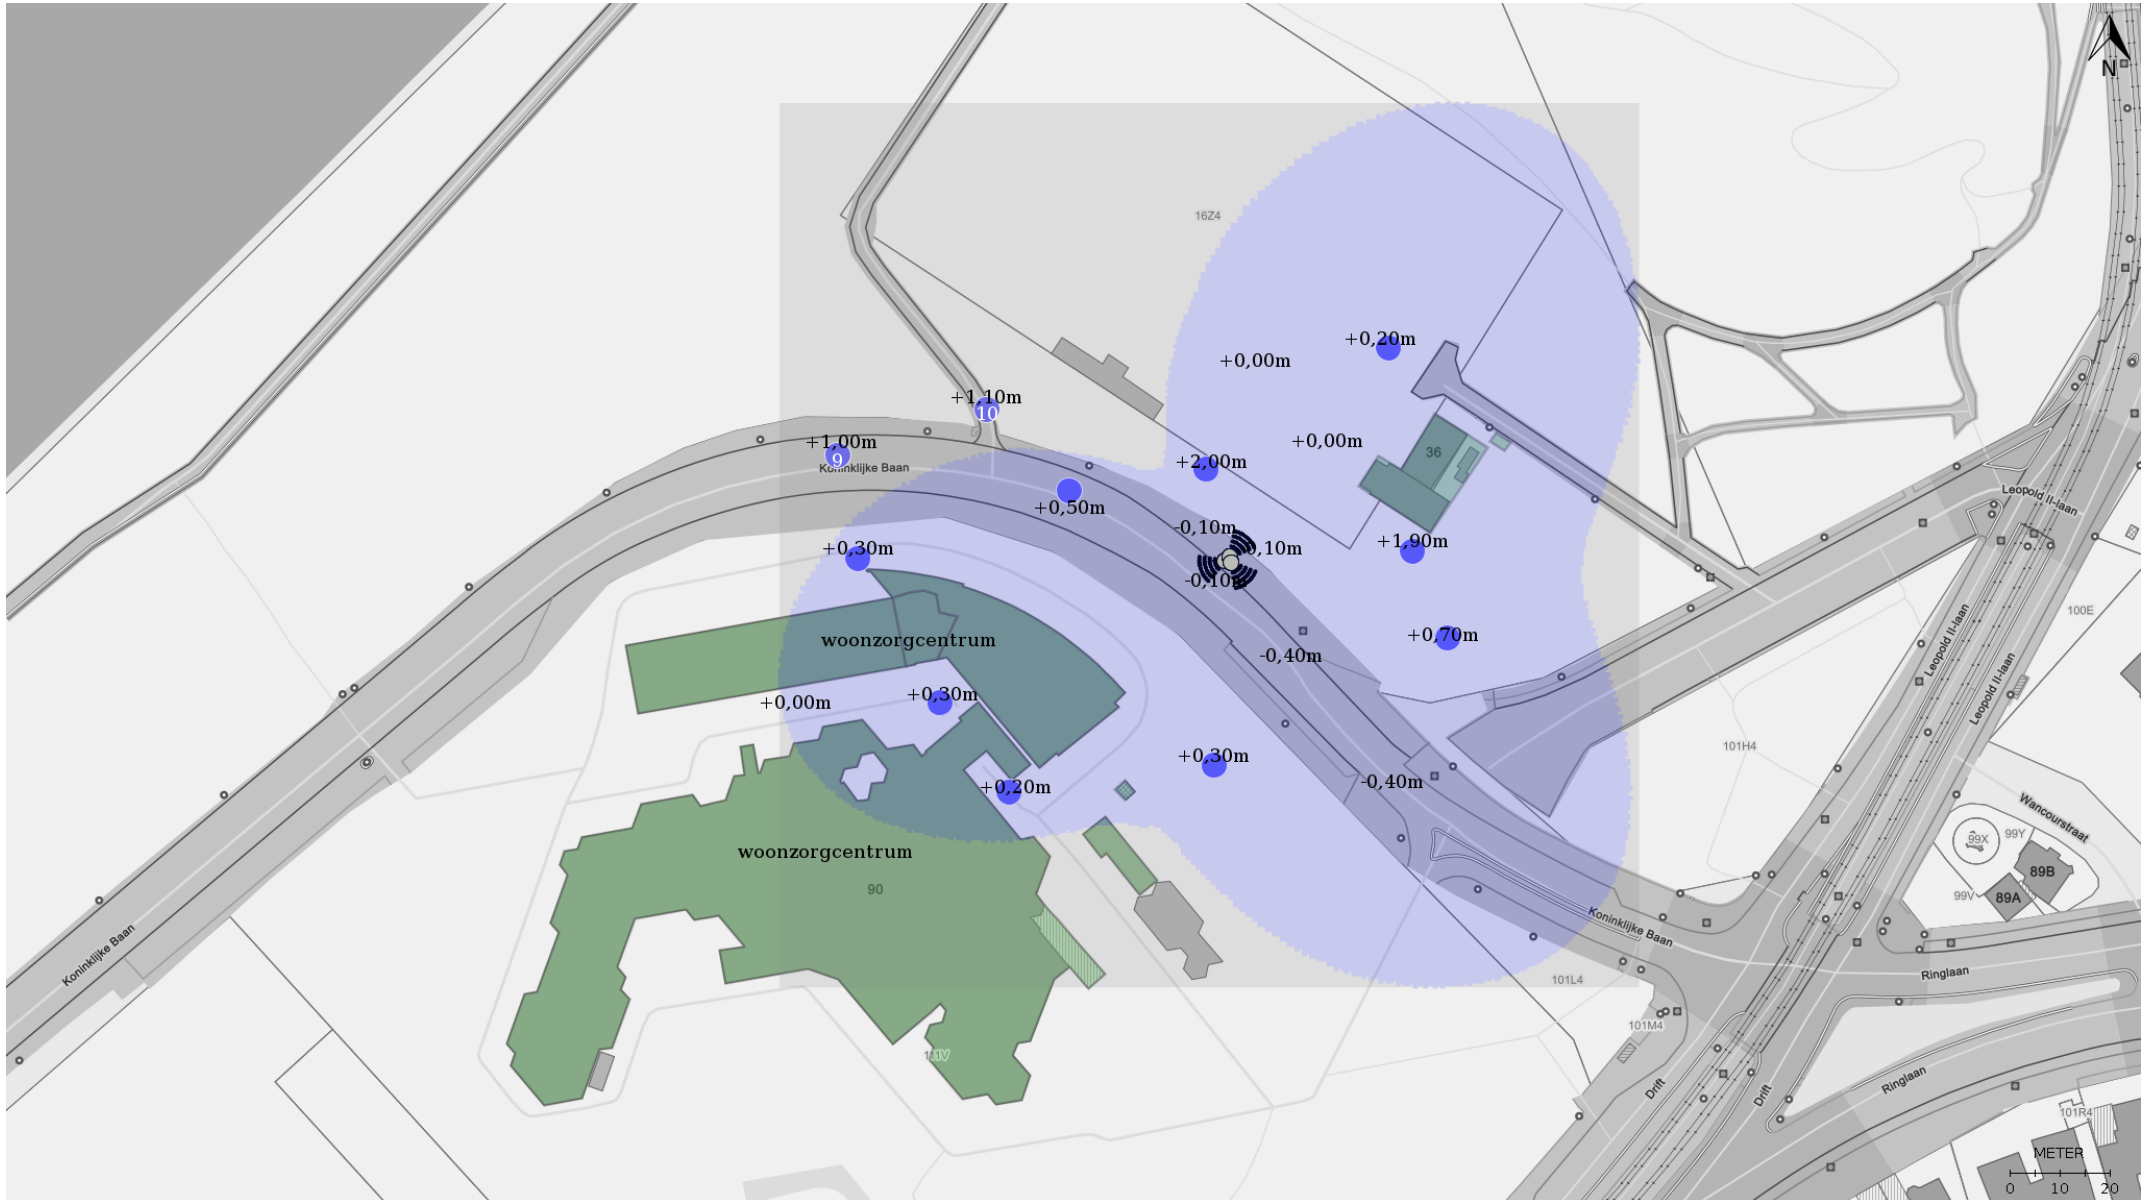 N
16Z4
+0,20m
+0,00m
+1,10m
10
+0,00m
+1,00m
9
Koninklijke Baan
36
+2,00m
Leopold II-laan
+0,50m
-0,10m
+0,30m
0,10m
+1,90m
-0,10m
100E
Leopold II-laan
woonzorgcentrum
+0,70m
-0,40m
Leopold II-laan
+0,30m
+0,00m
101H4
+0,30m
-0,40m
+0,20m
Wancourstraat
99X
99Y
woonzorgcentrum
89B
90
99V
89A
Koninklijke Baan
Koninklijke Baan
Ringlaan
101L4
101M4
Ringlaan
Drift
Drift
101R4
METER
0 10 20